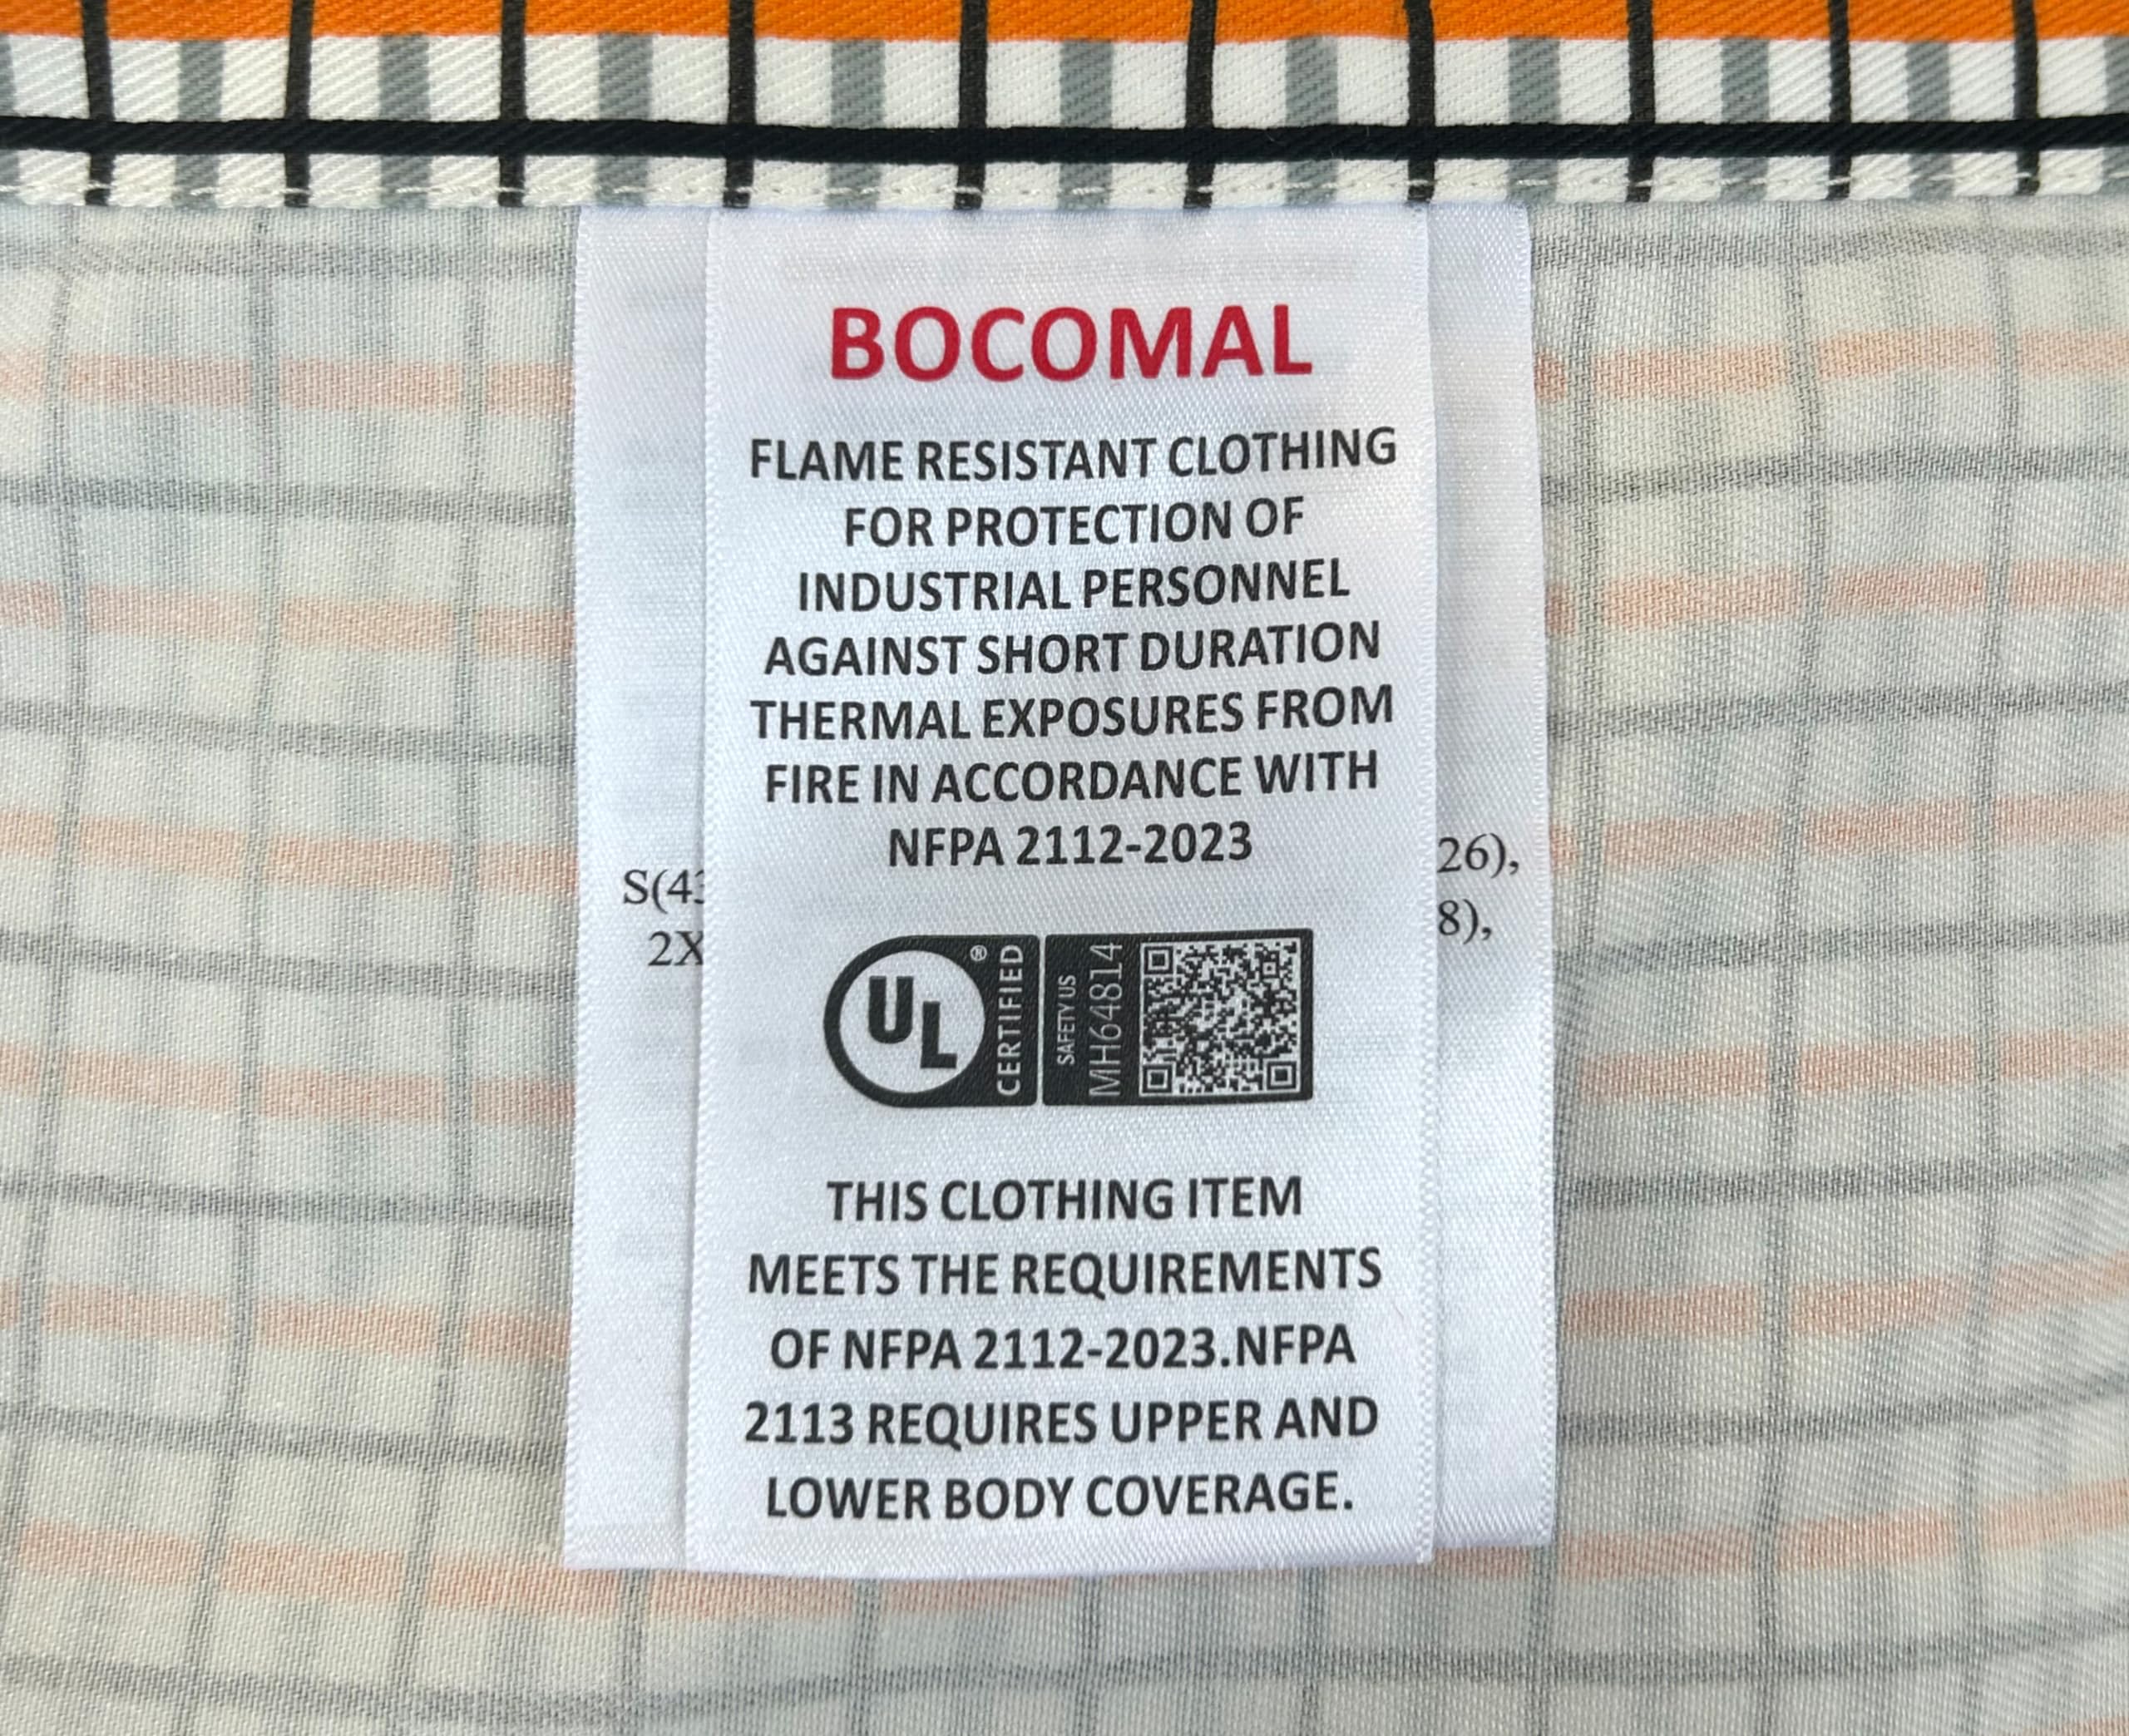 BOCOMAL
FLAME RESISTANT CLOTHING
FOR PROTECTION OF
INDUSTRIAL PERSONNEL
AGAINST SHORT DURATION
THERMAL EXPOSURES FROM
FIRE IN ACCORDANCE WITH
NFPA 2112-2023
S(43
26),
2X
8),
UL ®
CERTIFIED
SAFETY US
MH64814
THIS CLOTHING ITEM
MEETS THE REQUIREMENTS
OF NFPA 2112-2023.NFPA
2113 REQUIRES UPPER AND
LOWER BODY COVERAGE.